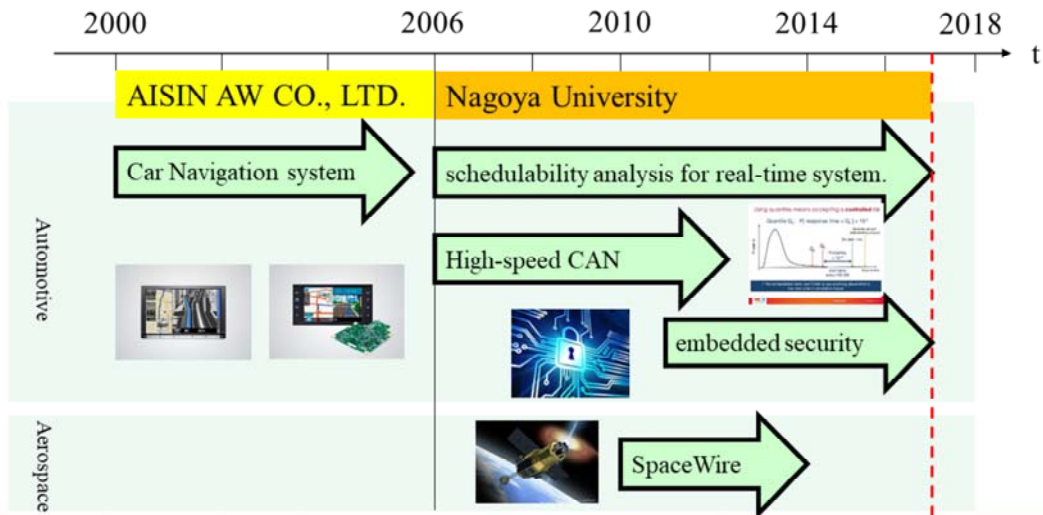 2000 2006 2010 2014 2018
t
AISIN AW CO., LTD. Nagoya University
Car Navigation system schedulability analysis for real-time system.
High-speed CAN
embedded security
Automotive
SpaceWire
Aerospace